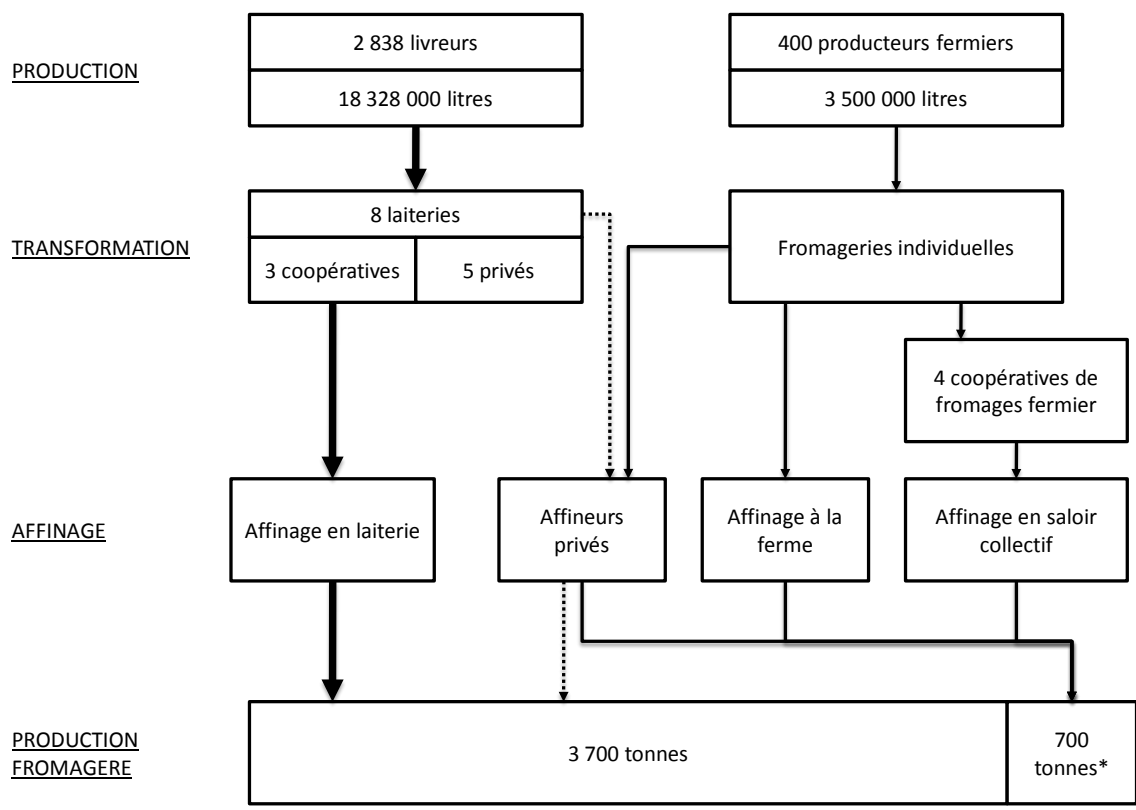 2 838 livreurs
400 producteurs fermiers
PRODUCTION
18 328 000 litres
3 500 000 litres
8 laiteries
TRANSFORMATION
Fromageries individuelles
3 coopératives
5 privés
4 coopératives de
fromages fermier
AFFINAGE
Affinage en laiterie
Affineurs
privés
Affinage à la
ferme
Affinage en saloir
collectif
PRODUCTION
FROMAGERE
3 700 tonnes
700
tonnes*